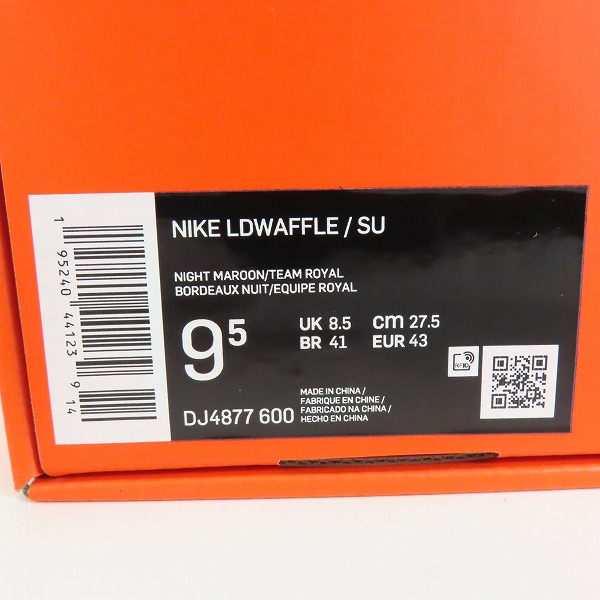 1 95240 44123 9 14
NIKE LDWAFFLE / SU
NIGHT MAROON/TEAM ROYAL
BORDEAUX NUIT/EQUIPE ROYAL
9 5
UK 8.5 cm 27.5
BR 41 EUR 43
DJ4877 600
MADE IN CHINA /
FABRIQUE EN CHINE /
FABRICADO NA CHINA /
HECHO EN CHINA
RFID